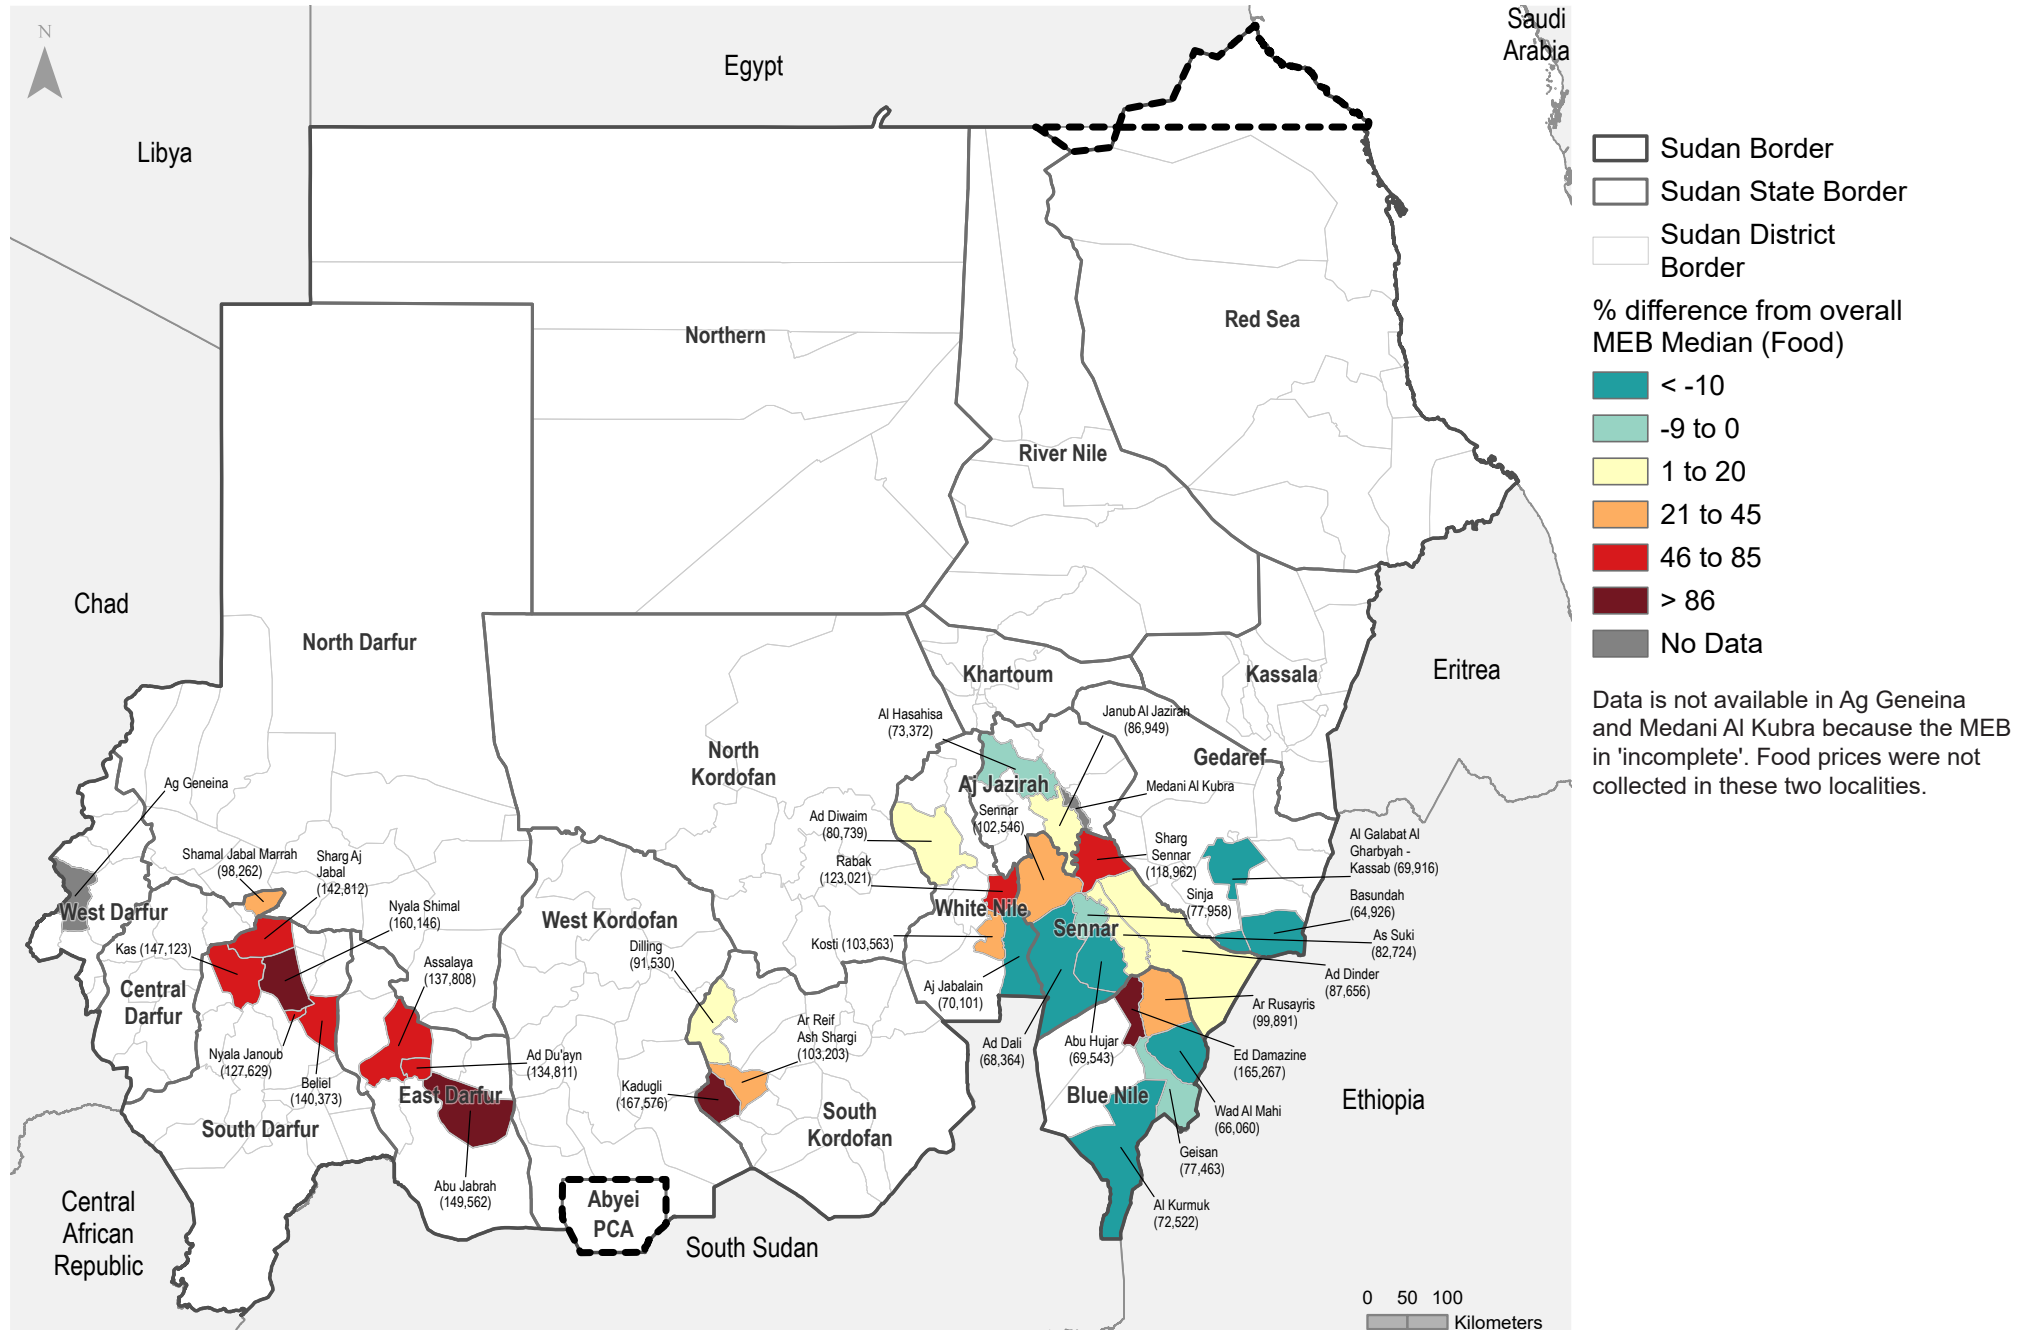 N
Egypt
Saudi
Arabia
Libya
Chad
Eritrea
Ethiopia
South Sudan
Central
African
Republic
Northern
Red Sea
River Nile
North Darfur
Khartoum
Kassala
Gedaref
North
Kordofan
Aj Jazirah
White Nile
Sennar
Blue Nile
West Kordofan
South
Kordofan
West Darfur
Central
Darfur
South Darfur
East Darfur
Abyei
PCA
Ag Geneina
Shamal Jabal Marrah
(98,262)
Sharg Aj
Jabal
(142,812)
Nyala Shimal
(160,146)
Kas (147,123)
Assalaya
(137,808)
Nyala Janoub
(127,629)
Beliel
(140,373)
Ad Du'ayn
(134,811)
Abu Jabrah
(149,562)
Dilling
(91,530)
Ar Reif
Ash Shargi
(103,203)
Kadugli
(167,576)
Al Hasahisa
(73,372)
Janub Al Jazirah
(86,949)
Medani Al Kubra
Ad Diwaim
(80,739)
Sennar
(102,546)
Rabak
(123,021)
Sharg
Sennar
(118,962)
Al Galabat Al
Gharbyah -
Kassab (69,916)
Sinja
(77,958)
Basundah
(64,926)
Kosti (103,563)
As Suki
(82,724)
Ad Dinder
(87,656)
Aj Jabalain
(70,101)
Ar Rusayris
(99,891)
Ad Dali
(68,364)
Abu Hujar
(69,543)
Ed Damazine
(165,267)
Wad Al Mahi
(66,060)
Geisan
(77,463)
Al Kurmuk
(72,522)
Sudan Border
Sudan State Border
Sudan District
Border
% difference from overall
MEB Median (Food)
< -10
-9 to 0
1 to 20
21 to 45
46 to 85
> 86
No Data
Data is not available in Ag Geneina
and Medani Al Kubra because the MEB
in 'incomplete'. Food prices were not
collected in these two localities.
0 50 100
Kilometers